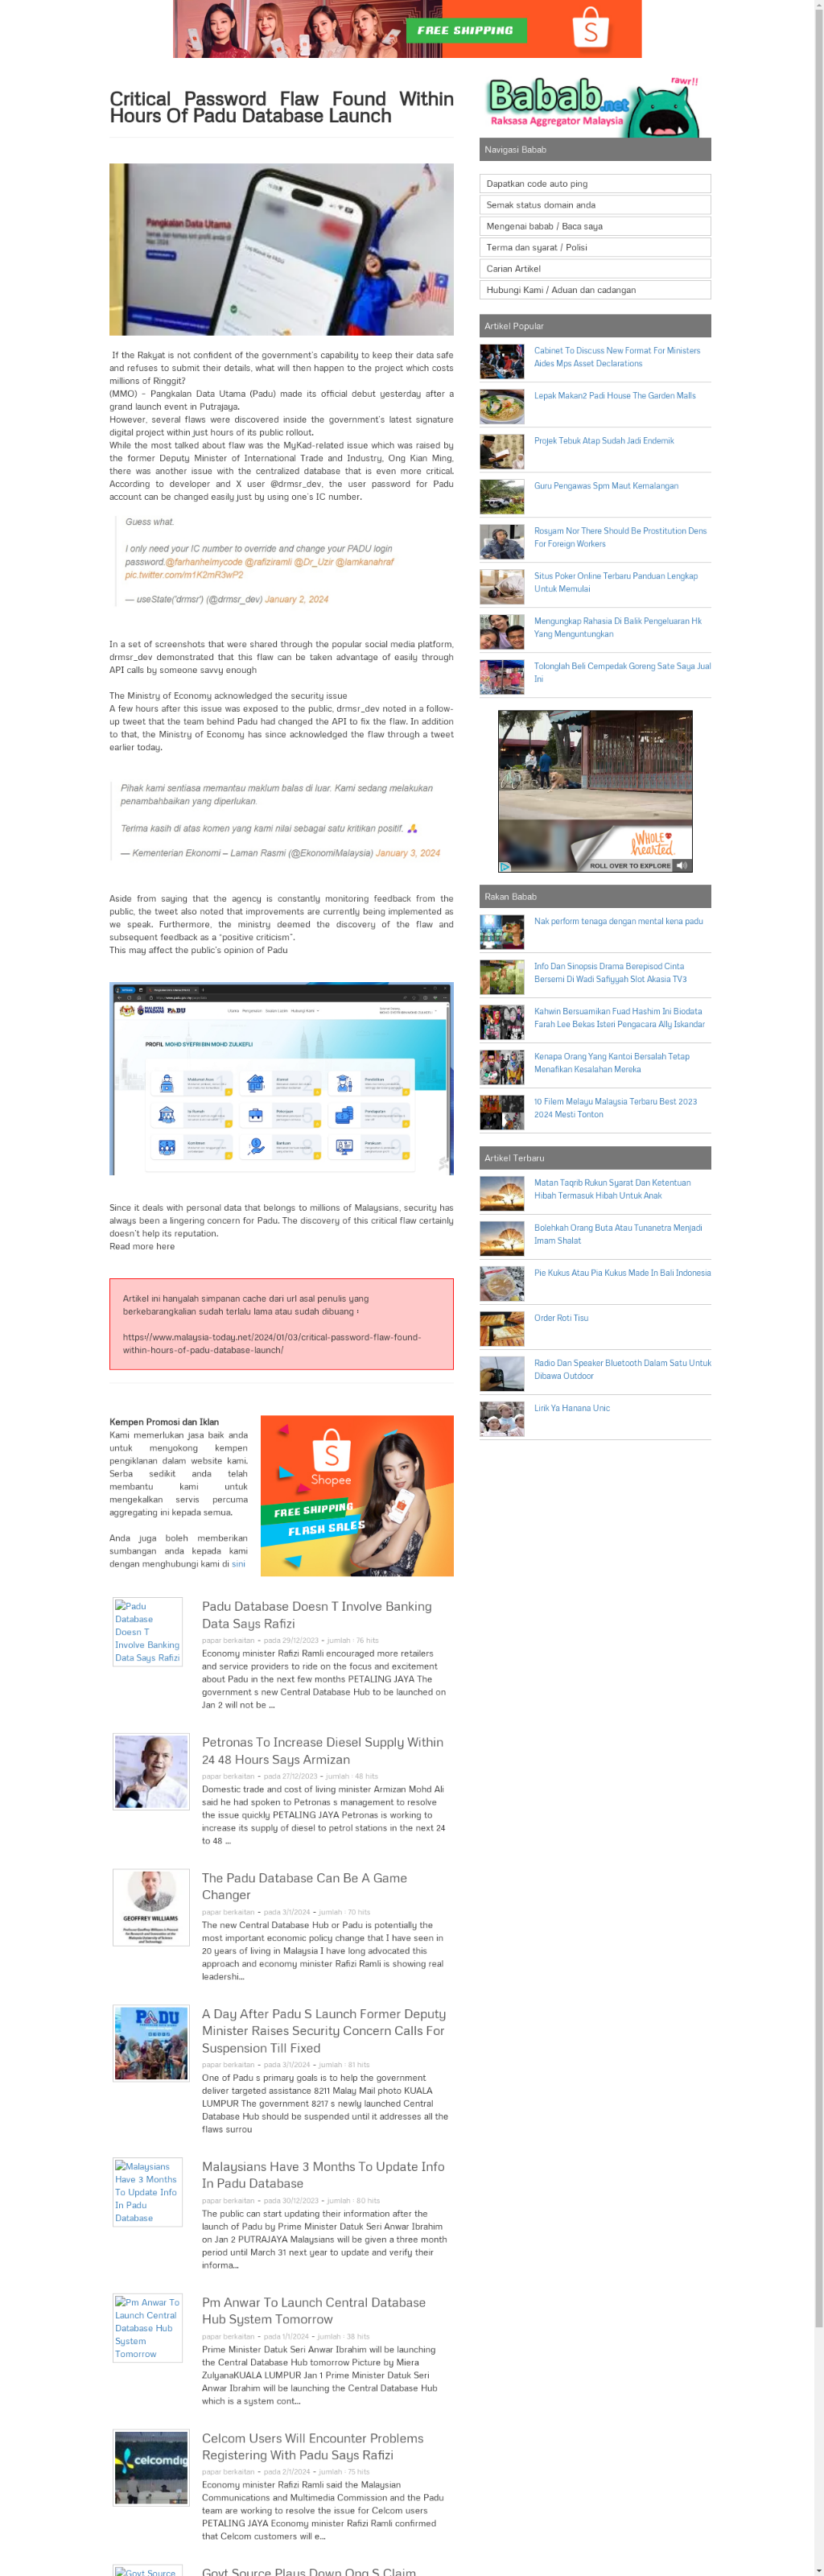 FREE SHIPPING
Critical Password Flaw Found Within
Hours Of Padu Database Launch
Pangkalan Data Utama
If the Rakyat is not confident of the government's capability to keep their data safe
and refuses to submit their details, what will then happen to the project which costs
millions of Ringgit?
(MMO) – Pangkalan Data Utama (Padu) made its official debut yesterday after a
grand launch event in Putrajaya.
However, several flaws were discovered inside the government's latest signature
digital project within just hours of its public rollout.
While the most talked about flaw was the MyKad-related issue which was raised by
the former Deputy Minister of International Trade and Industry, Ong Kian Ming,
there was another issue with the centralized database that is even more critical.
According to developer and X user @drmsr_dev, the user password for Padu
account can be changed easily just by using one's IC number.
Guess what.
I only need your IC number to override and change your PADU login
password.@farhanhelmycode @rafiziramli @Dr_Uzir @iamkanahraf
pic.twitter.com/m1K2mR3wP2
— useState('drmsr') (@drmsr_dev) January 2, 2024
In a set of screenshots that were shared through the popular social media platform,
drmsr_dev demonstrated that this flaw can be taken advantage of easily through
API calls by someone savvy enough
The Ministry of Economy acknowledged the security issue
A few hours after this issue was exposed to the public, drmsr_dev noted in a follow-
up tweet that the team behind Padu had changed the API to fix the flaw. In addition
to that, the Ministry of Economy has since acknowledged the flaw through a tweet
earlier today.
Pihak kami sentiasa memantau maklum balas di luar. Kami sedang melakukan
penambahbaikan yang diperlukan.
Terima kasih di atas komen yang kami nilai sebagai satu kritikan positif. 🙏
— Kementerian Ekonomi – Laman Rasmi (@EkonomiMalaysia) January 3, 2024
Aside from saying that the agency is constantly monitoring feedback from the
public, the tweet also noted that improvements are currently being implemented as
we speak. Furthermore, the ministry deemed the discovery of the flaw and
subsequent feedback as a "positive criticism".
This may affect the public's opinion of Padu
PADU
PROFIL MOHD SYEFRI BIN MOHD ZULKEFLI
Since it deals with personal data that belongs to millions of Malaysians, security has
always been a lingering concern for Padu. The discovery of this critical flaw certainly
doesn't help its reputation.
Read more here
Artikel ini hanyalah simpanan cache dari url asal penulis yang
berkebarangkalian sudah terlalu lama atau sudah dibuang :
https://www.malaysia-today.net/2024/01/03/critical-password-flaw-found-
within-hours-of-padu-database-launch/
Kempen Promosi dan Iklan
Kami memerlukan jasa baik anda
untuk menyokong kempen
pengiklanan dalam website kami.
Serba sedikit anda telah
membantu kami untuk
mengekalkan servis percuma
aggregating ini kepada semua.
Anda juga boleh memberikan
sumbangan anda kepada kami
dengan menghubungi kami di sini
Shopee
FREE SHIPPING
FLASH SALES
Padu
Database
Doesn T
Involve Banking
Data Says Rafizi
Padu Database Doesn T Involve Banking
Data Says Rafizi
papar berkaitan - pada 29/12/2023 - jumlah : 76 hits
Economy minister Rafizi Ramli encouraged more retailers
and service providers to ride on the focus and excitement
about Padu in the next few months PETALING JAYA The
government s new Central Database Hub to be launched on
Jan 2 will not be ...
Petronas To Increase Diesel Supply Within
24 48 Hours Says Armizan
papar berkaitan - pada 27/12/2023 - jumlah : 48 hits
Domestic trade and cost of living minister Armizan Mohd Ali
said he had spoken to Petronas s management to resolve
the issue quickly PETALING JAYA Petronas is working to
increase its supply of diesel to petrol stations in the next 24
to 48 ...
GEOFFREY WILLIAMS
The Padu Database Can Be A Game
Changer
papar berkaitan - pada 3/1/2024 - jumlah : 70 hits
The new Central Database Hub or Padu is potentially the
most important economic policy change that I have seen in
20 years of living in Malaysia I have long advocated this
approach and economy minister Rafizi Ramli is showing real
leadershi...
PADU
A Day After Padu S Launch Former Deputy
Minister Raises Security Concern Calls For
Suspension Till Fixed
papar berkaitan - pada 3/1/2024 - jumlah : 81 hits
One of Padu s primary goals is to help the government
deliver targeted assistance 8211 Malay Mail photo KUALA
LUMPUR The government 8217 s newly launched Central
Database Hub should be suspended until it addresses all the
flaws surrou
Malaysians
Have 3 Months
To Update Info
In Padu
Database
Malaysians Have 3 Months To Update Info
In Padu Database
papar berkaitan - pada 30/12/2023 - jumlah : 80 hits
The public can start updating their information after the
launch of Padu by Prime Minister Datuk Seri Anwar Ibrahim
on Jan 2 PUTRAJAYA Malaysians will be given a three month
period until March 31 next year to update and verify their
informa...
Pm Anwar To
Launch Central
Database Hub
System
Tomorrow
Pm Anwar To Launch Central Database
Hub System Tomorrow
papar berkaitan - pada 1/1/2024 - jumlah : 38 hits
Prime Minister Datuk Seri Anwar Ibrahim will be launching
the Central Database Hub tomorrow Picture by Miera
ZulyanaKUALA LUMPUR Jan 1 Prime Minister Datuk Seri
Anwar Ibrahim will be launching the Central Database Hub
which is a system cont...
celcomdigi
Celcom Users Will Encounter Problems
Registering With Padu Says Rafizi
papar berkaitan - pada 2/1/2024 - jumlah : 75 hits
Economy minister Rafizi Ramli said the Malaysian
Communications and Multimedia Commission and the Padu
team are working to resolve the issue for Celcom users
PETALING JAYA Economy minister Rafizi Ramli confirmed
that Celcom customers will e...
Govt Source
Govt Source Plays Down Ong S Claim
rawr!!
Babab.net
Raksasa Aggregator Malaysia
Navigasi Babab
Dapatkan code auto ping
Semak status domain anda
Mengenai babab / Baca saya
Terma dan syarat / Polisi
Carian Artikel
Hubungi Kami / Aduan dan cadangan
Artikel Popular
Cabinet To Discuss New Format For Ministers
Aides Mps Asset Declarations
Lepak Makan2 Padi House The Garden Malls
Projek Tebuk Atap Sudah Jadi Endemik
Guru Pengawas Spm Maut Kemalangan
Rosyam Nor There Should Be Prostitution Dens
For Foreign Workers
Situs Poker Online Terbaru Panduan Lengkap
Untuk Memulai
Mengungkap Rahasia Di Balik Pengeluaran Hk
Yang Menguntungkan
Tolonglah Beli Cempedak Goreng Sate Saya Jual
Ini
WHOLE
hearted
ROLL OVER TO EXPLORE
Rakan Babab
Nak perform tenaga dengan mental kena padu
Info Dan Sinopsis Drama Berepisod Cinta
Bersemi Di Wadi Safiyyah Slot Akasia TV3
Kahwin Bersuamikan Fuad Hashim Ini Biodata
Farah Lee Bekas Isteri Pengacara Ally Iskandar
Kenapa Orang Yang Kantoi Bersalah Tetap
Menafikan Kesalahan Mereka
10 Filem Melayu Malaysia Terbaru Best 2023
2024 Mesti Tonton
Artikel Terbaru
Matan Taqrib Rukun Syarat Dan Ketentuan
Hibah Termasuk Hibah Untuk Anak
Bolehkah Orang Buta Atau Tunanetra Menjadi
Imam Shalat
Pie Kukus Atau Pia Kukus Made In Bali Indonesia
Order Roti Tisu
Radio Dan Speaker Bluetooth Dalam Satu Untuk
Dibawa Outdoor
Lirik Ya Hanana Unic